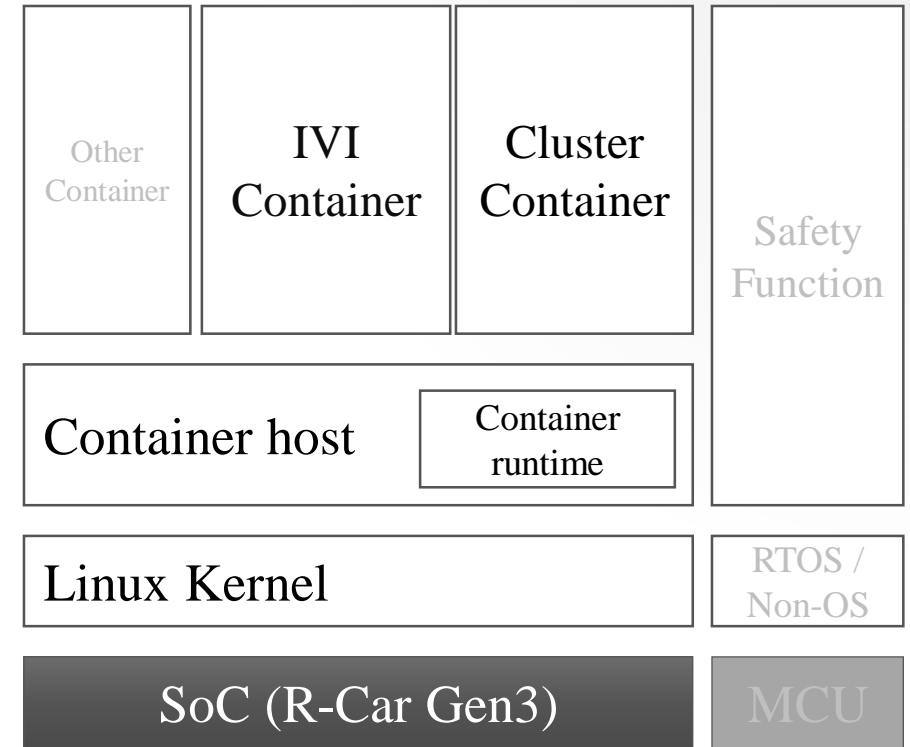 Other
Container
IVI
Container
Cluster
Container
Safety
Function
Container host
Container
runtime
Linux Kernel
RTOS /
Non-OS
SoC (R-Car Gen3)
MCU